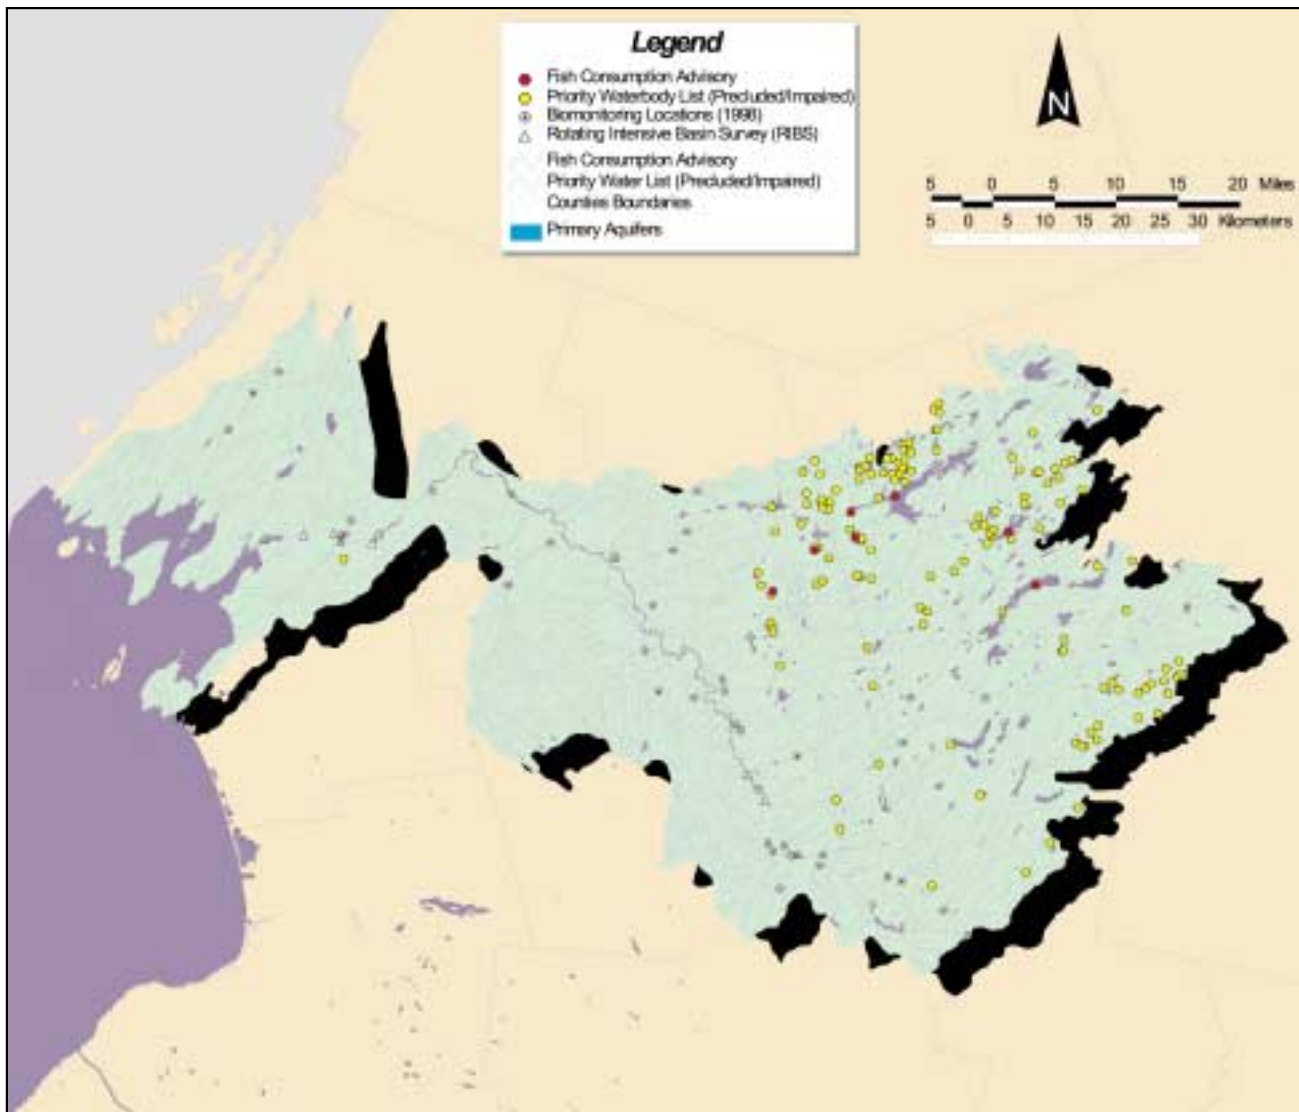 Legend
Fish Consumption Advisory
Priority Waterbody List (Precluded/Impaired)
Biomonitoring Locations (1998)
Rotating Intensive Basin Survey (RIBS)
Fish Consumption Advisory
Priority Water List (Precluded/Impaired)
Counties Boundaries
Primary Aquifers
N
5 0 5 10 15 20 Miles
5 0 5 10 15 20 25 30 Kilometers